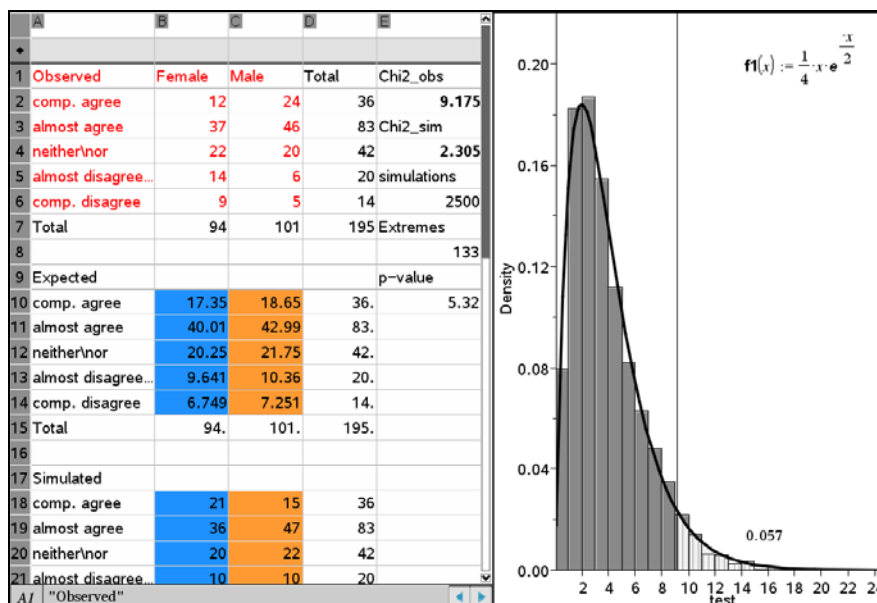 A B C D E
◆
1 Observed Female Male Total Chi2_obs
2 comp. agree 12 24 36 9.175
3 almost agree 37 46 83 Chi2_sim
4 neither\nor 22 20 42 2.305
5 almost disagree... 14 6 20 simulations
6 comp. disagree 9 5 14 2500
7 Total 94 101 195 Extremes
8 133
9 Expected p-value
10 comp. agree 17.35 18.65 36. 5.32
11 almost agree 40.01 42.99 83.
12 neither\nor 20.25 21.75 42.
13 almost disagree... 9.641 10.36 20.
14 comp. disagree 6.749 7.251 14.
15 Total 94. 101. 195.
16
17 Simulated
18 comp. agree 21 15 36
19 almost agree 36 47 83
20 neither\nor 20 22 42
21 almost disagree... 10 10 20
A1 "Observed"
f1(x) := 1/4·x·e^(-x/2)
0.20
0.16
0.12
0.08
0.04
0.00
Density
0.057
2 4 6 8 10 12 14 16 18 20 22 24
test